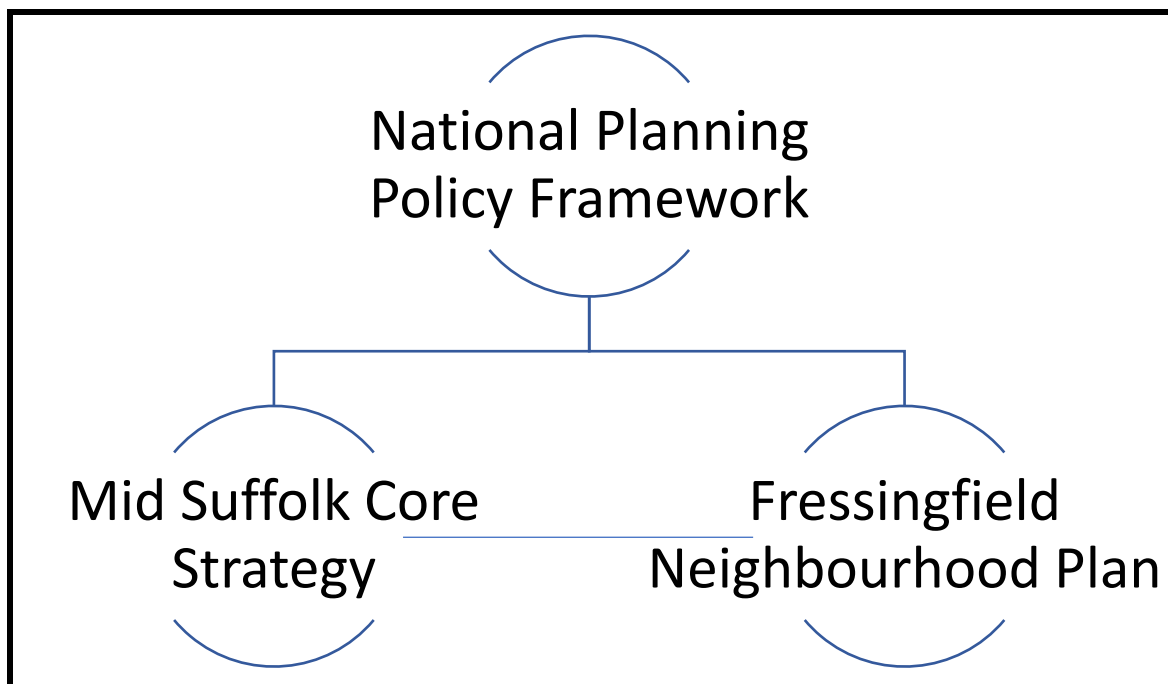 National Planning
Policy Framework
Mid Suffolk Core
Strategy
Fressingfield
Neighbourhood Plan